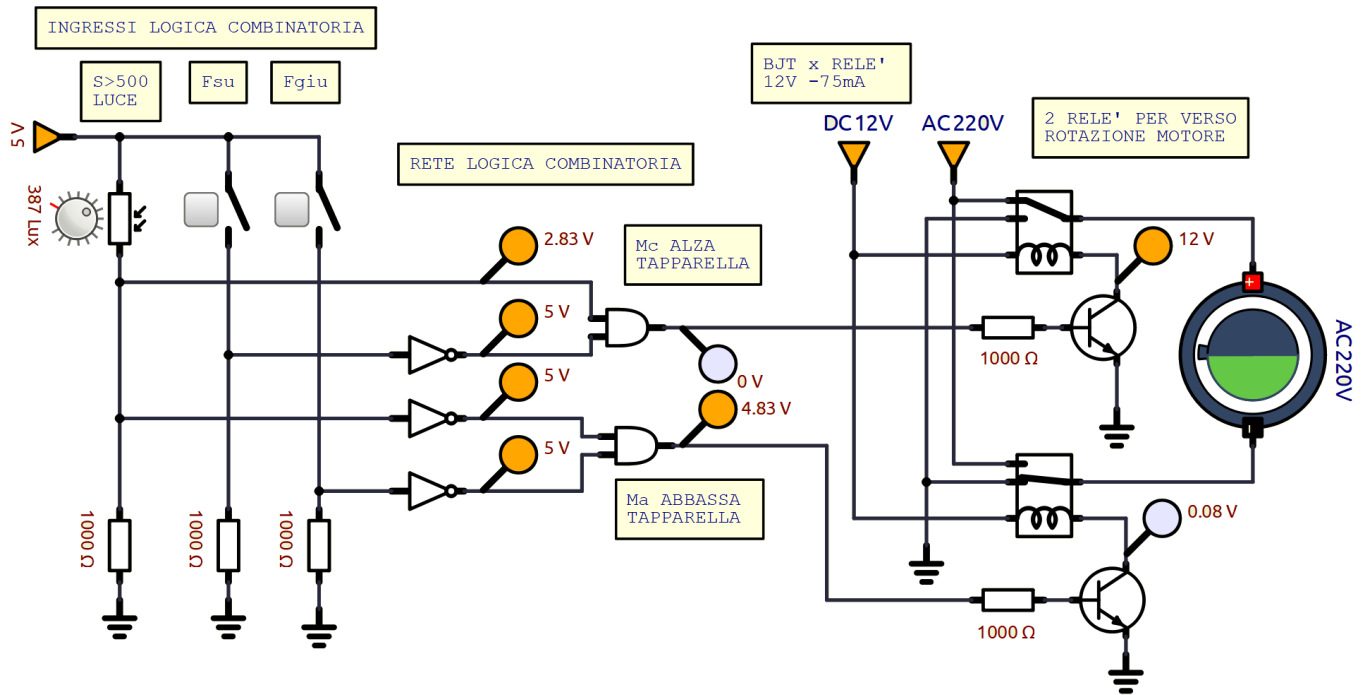 INGRESSI LOGICA COMBINATORIA
S>500
LUCE
Fsu
Fgiu
5 V
387 Lux
RETE LOGICA COMBINATORIA
BJT x RELE'
12V -75mA
DC12V
AC220V
2 RELE' PER VERSO
ROTAZIONE MOTORE
2.83 V
Mc ALZA
TAPPARELLA
12 V
5 V
1000 Ω
0 V
AC220V
5 V
4.83 V
5 V
Ma ABBASSA
TAPPARELLA
0.08 V
1000 Ω
1000 Ω
1000 Ω
1000 Ω
+
-